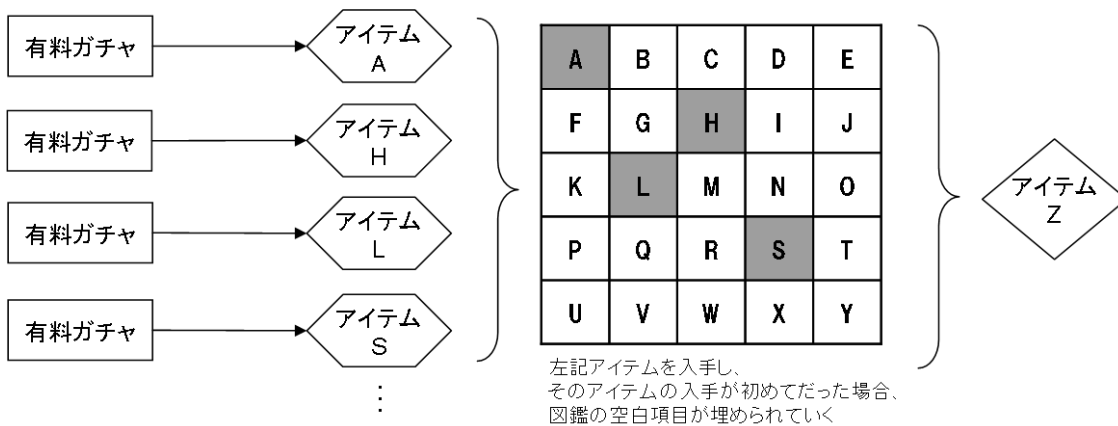 有料ガチャ
アイテム
A
有料ガチャ
アイテム
H
有料ガチャ
アイテム
L
有料ガチャ
アイテム
S
⋮
A B C D E
F G H I J
K L M N O
P Q R S T
U V W X Y
左記アイテムを入手し、
そのアイテムの入手が初めてだった場合、
図鑑の空白項目が埋められていく
アイテム
Z